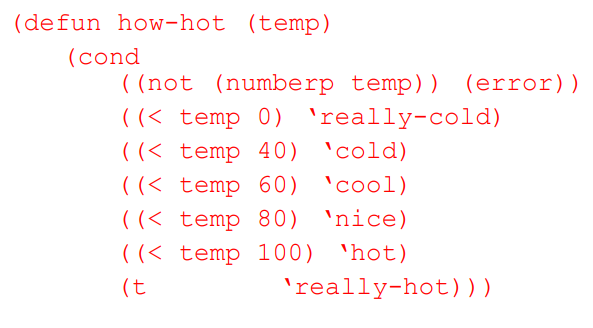 (defun how-hot (temp)
(cond
((not (numberp temp)) (error))
((< temp 0) ‛really-cold)
((< temp 40) ‛cold)
((< temp 60) ‛cool)
((< temp 80) ‛nice)
((< temp 100) ‛hot)
(t ‛really-hot)))